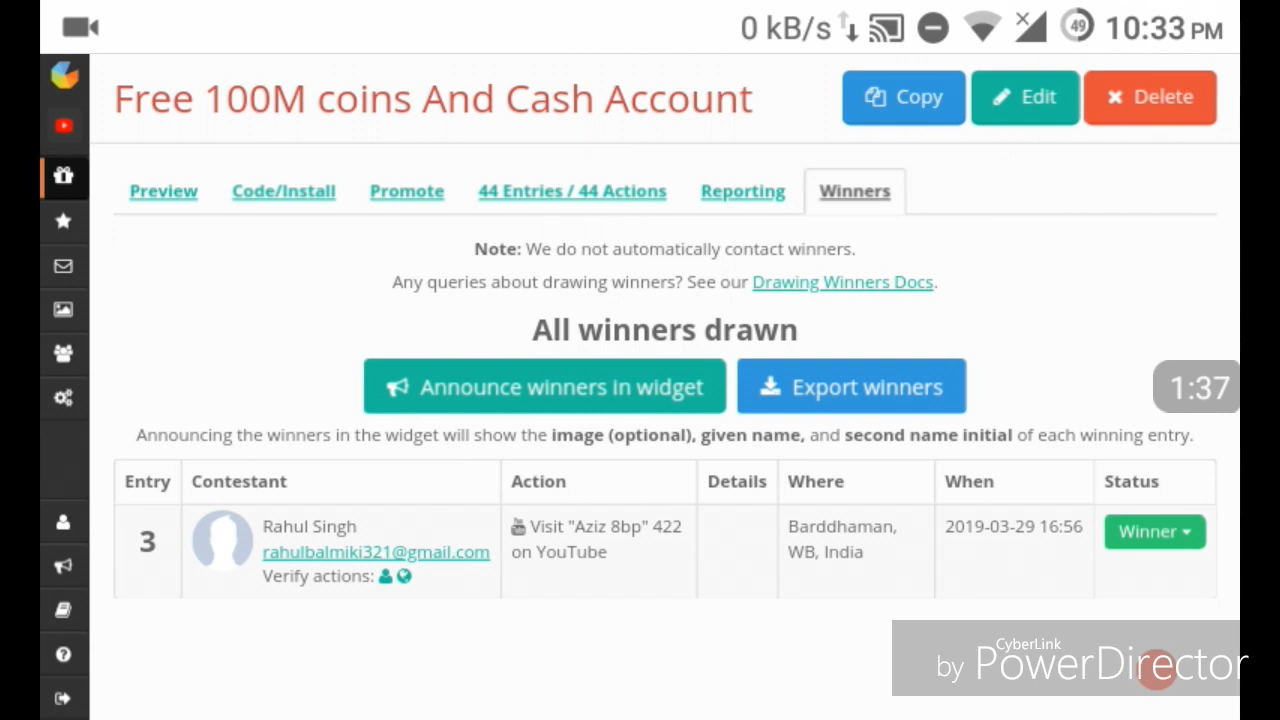 0 kB/s 49 10:33 PM
Free 100M coins And Cash Account
Copy Edit Delete
Preview Code/Install Promote 44 Entries / 44 Actions Reporting Winners
Note: We do not automatically contact winners.
Any queries about drawing winners? See our Drawing Winners Docs.
All winners drawn
Announce winners in widget Export winners
1:37
Announcing the winners in the widget will show the image (optional), given name, and second name initial of each winning entry.
Entry Contestant Action Details Where When Status
3 Rahul Singh Visit "Aziz 8bp" 422 Barddhaman, 2019-03-29 16:56 Winner
rahulbalmiki321@gmail.com on YouTube WB, India
Verify actions:
CyberLink
by PowerDirector